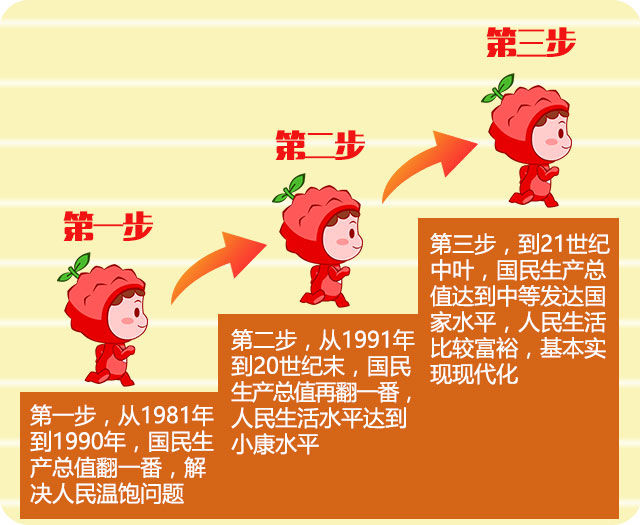 第三步
第二步
第一步
第三步，到21世纪
中叶，国民生产总
值达到中等发达国
家水平，人民生活
比较富裕，基本实
现现代化
第二步，从1991年
到20世纪末，国民
生产总值再翻一番，
人民生活水平达到
小康水平
第一步，从1981年
到1990年，国民生
产总值翻一番，解
决人民温饱问题